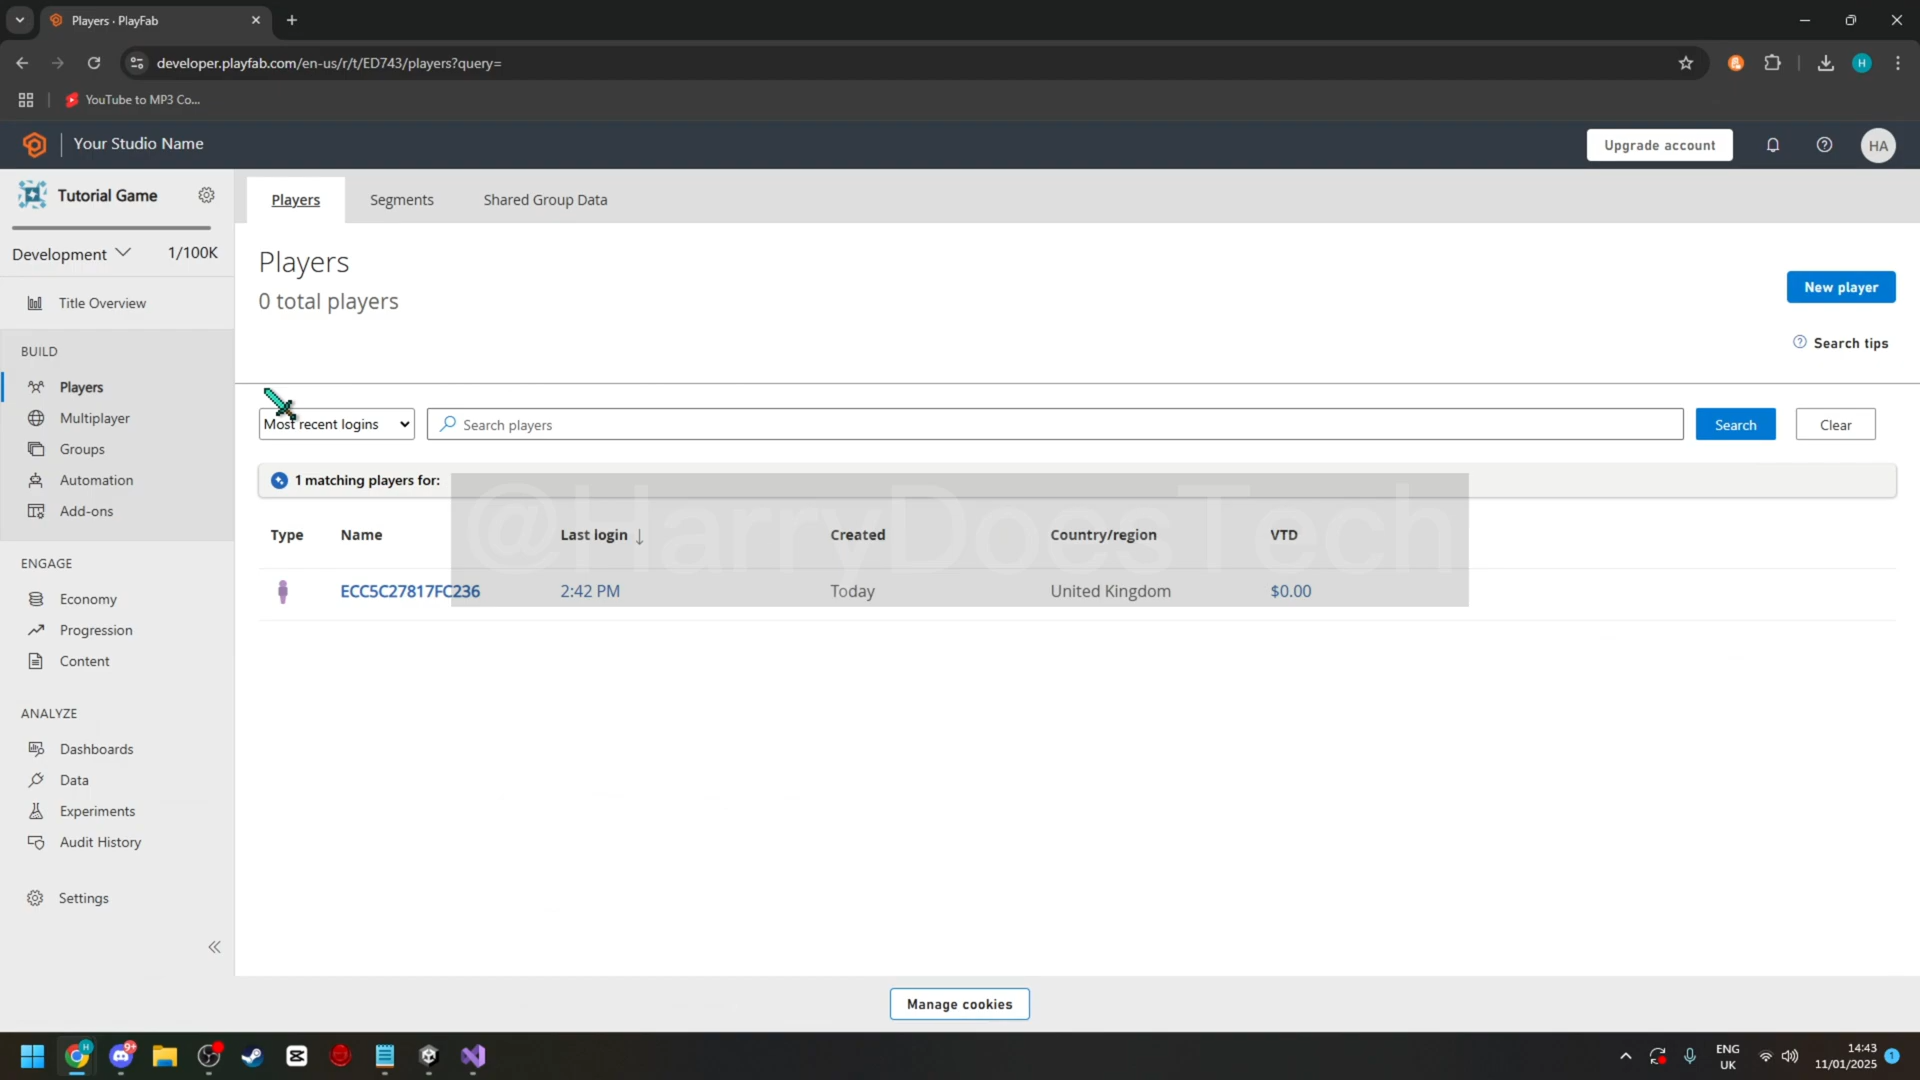 Players - PlayFab
developer.playfab.com/en-us/r/t/ED743/players?query=
H
YouTube to MP3 Co...
Your Studio Name
Upgrade account
HA
Tutorial Game
Players
Segments
Shared Group Data
Development
1/100K
Players
0 total players
New player
Title Overview
Search tips
BUILD
Players
Multiplayer
Groups
Automation
Add-ons
Most recent logins
Search players
Search
Clear
1 matching players for:
@HarryDoesTech
Type
Name
Last login ↓
Created
Country/region
VTD
ECC5C27817FC236
2:42 PM
Today
United Kingdom
$0.00
ENGAGE
Economy
Progression
Content
ANALYZE
Dashboards
Data
Experiments
Audit History
Settings
Manage cookies
H
9+
ENG
UK
14:43
11/01/2025
1